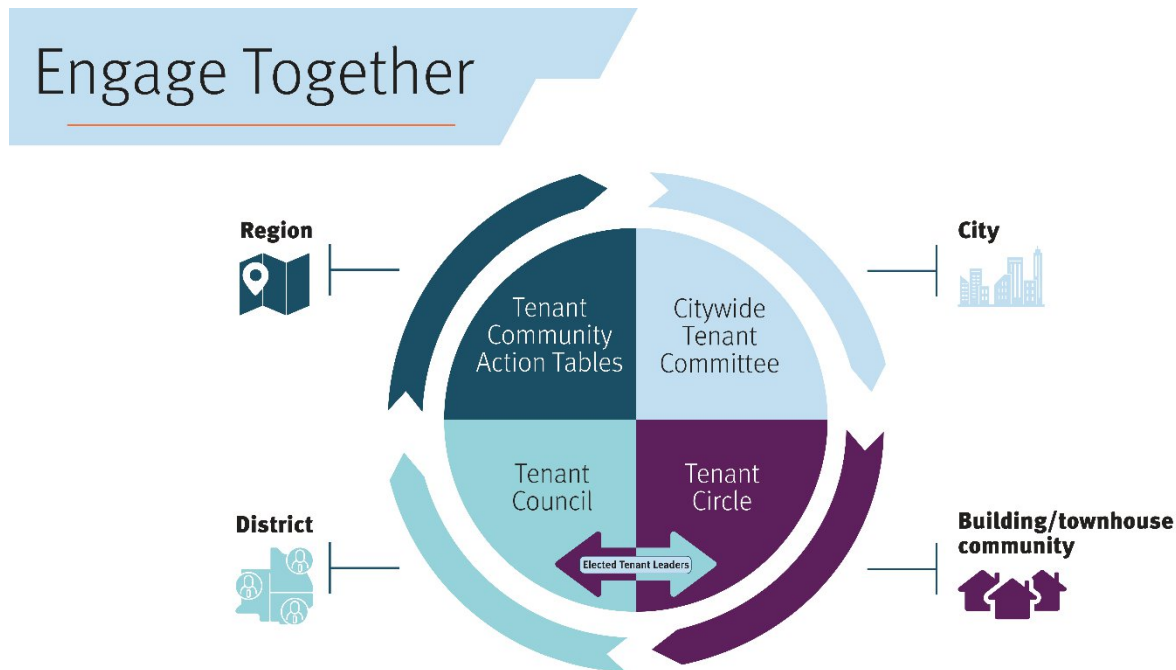 Engage Together
Region
City
Tenant
Community
Action Tables
Citywide
Tenant
Committee
Tenant
Council
Tenant
Circle
District
Building/townhouse
community
Elected Tenant Leaders